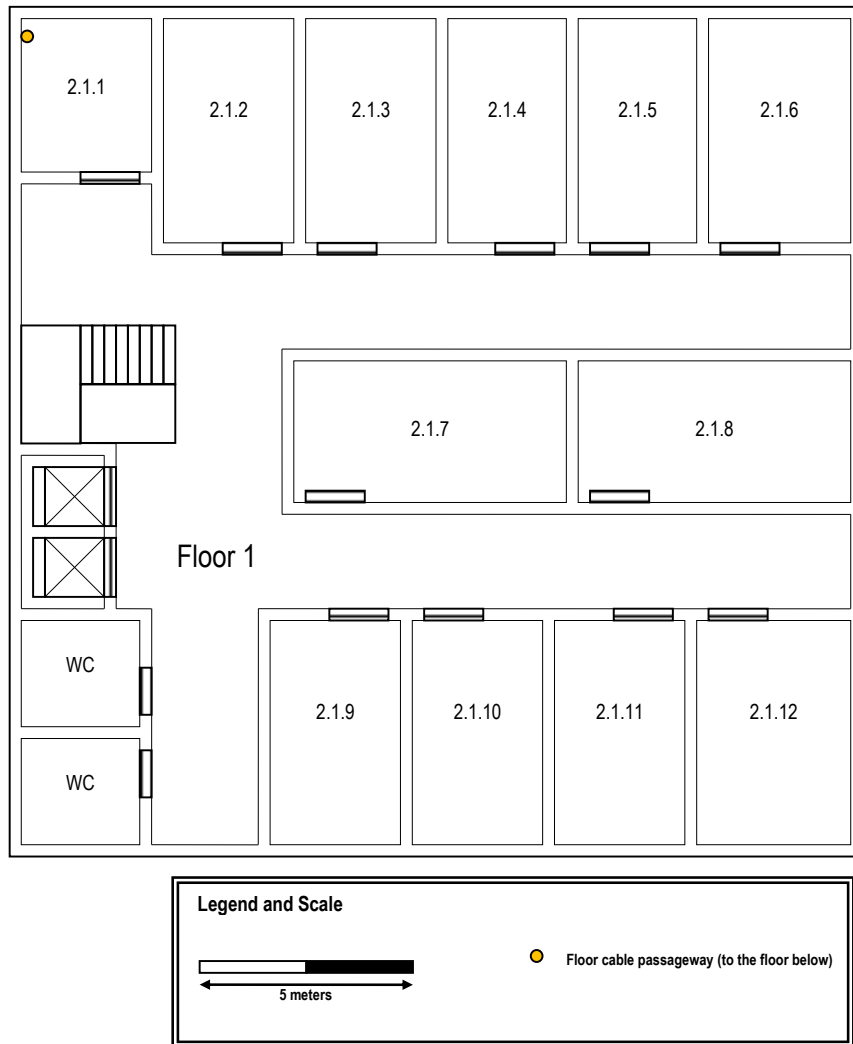 2.1.1
2.1.2
2.1.3
2.1.4
2.1.5
2.1.6
2.1.7
2.1.8
Floor 1
WC
2.1.9
2.1.10
2.1.11
2.1.12
WC
Legend and Scale
5 meters
Floor cable passageway (to the floor below)